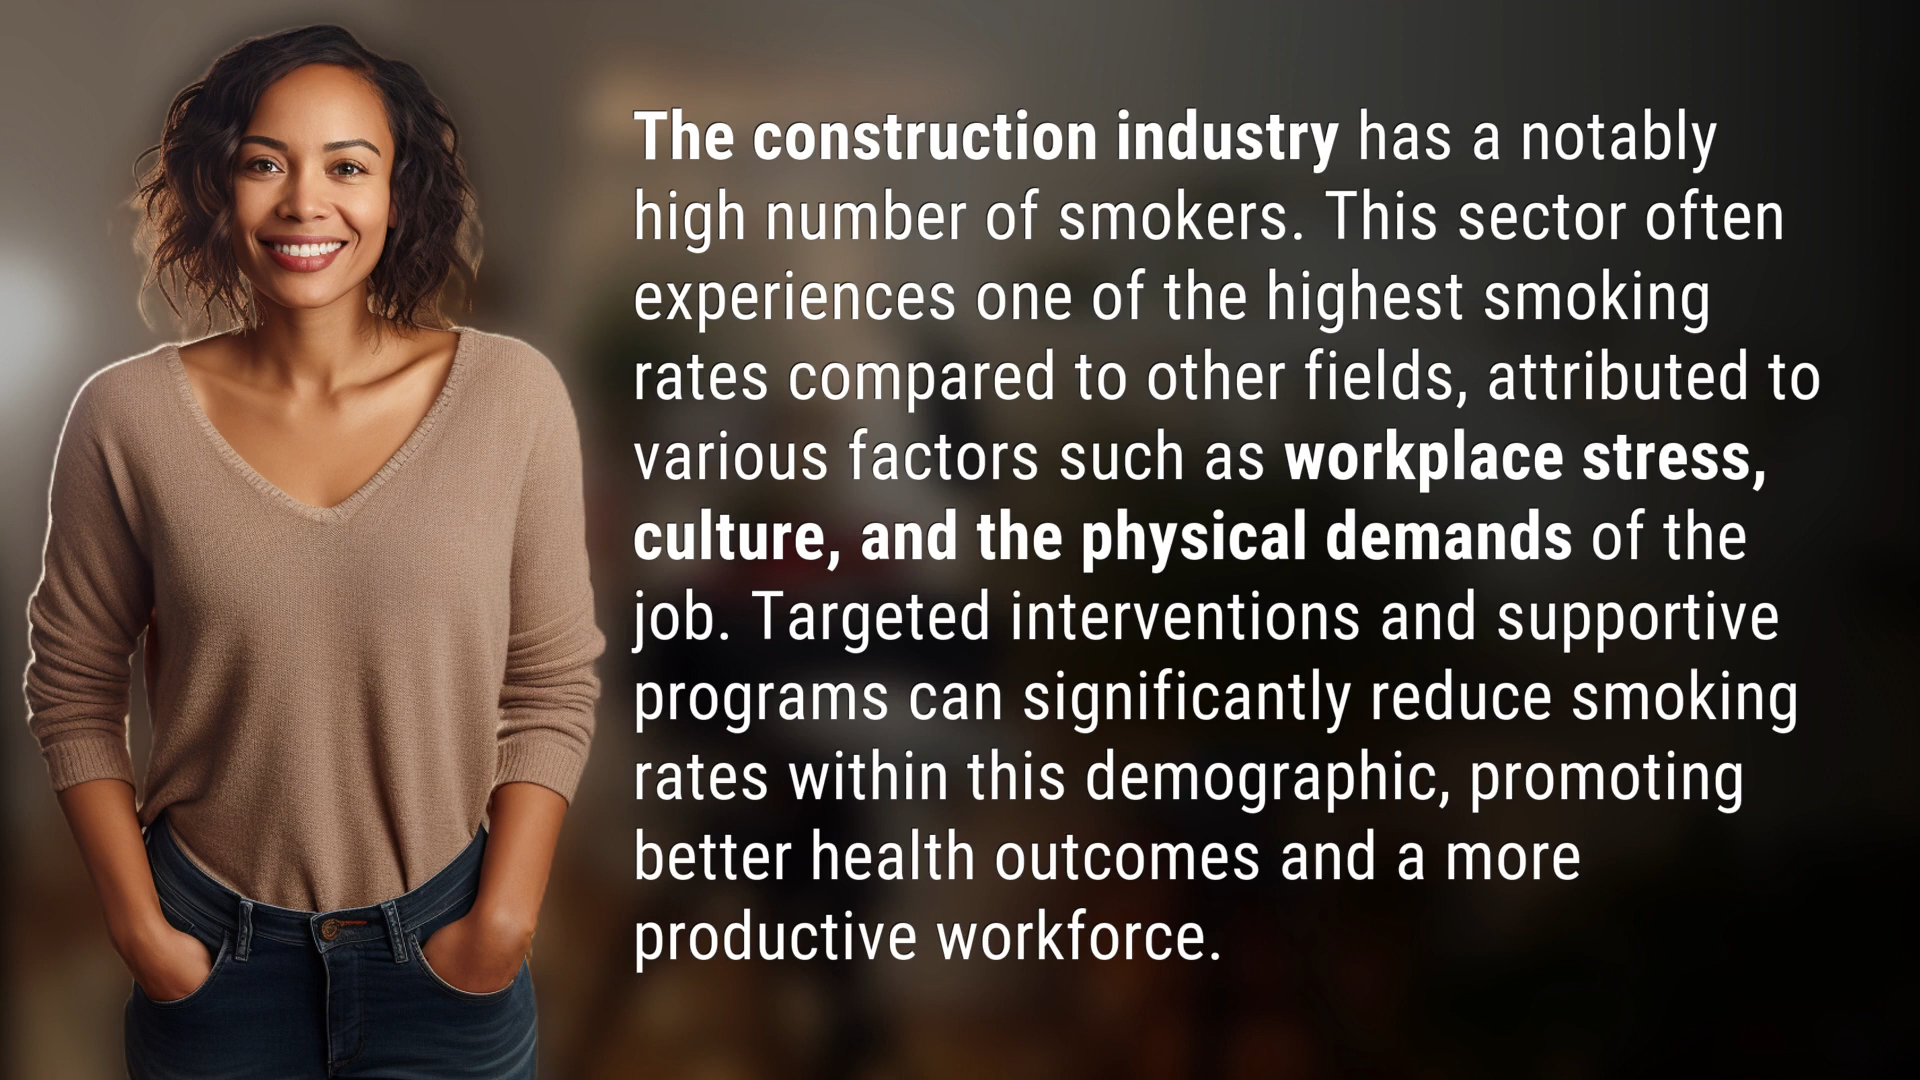 The construction industry has a notably
high number of smokers. This sector often
experiences one of the highest smoking
rates compared to other fields, attributed to
various factors such as workplace stress,
culture, and the physical demands of the
job. Targeted interventions and supportive
programs can significantly reduce smoking
rates within this demographic, promoting
better health outcomes and a more
productive workforce.